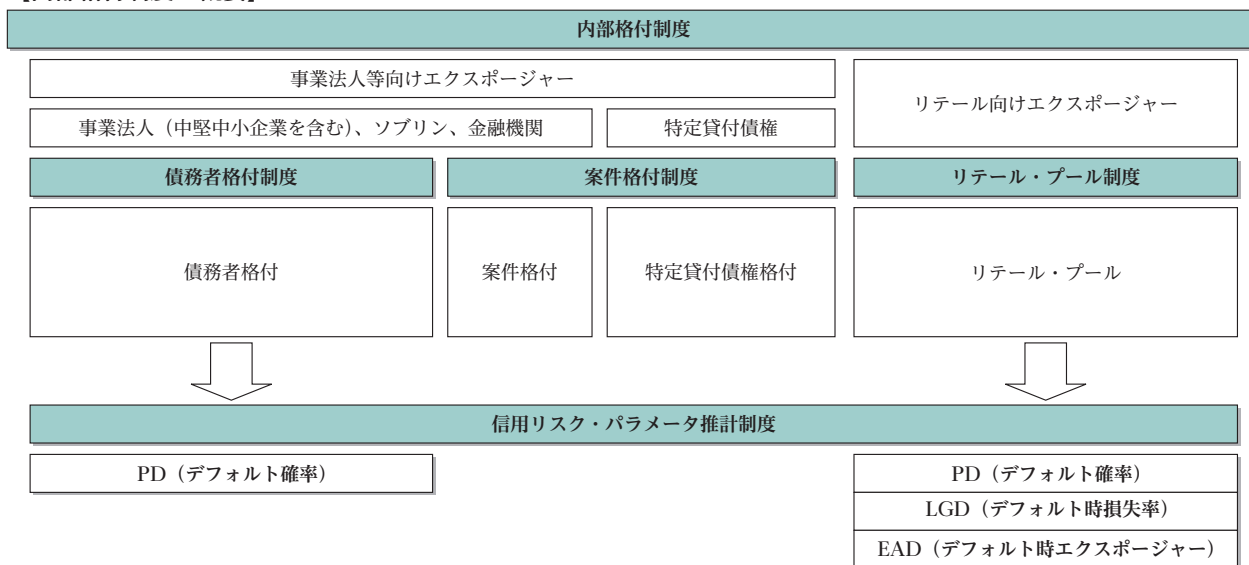 内部格付制度
事業法人等向けエクスポージャー
リテール向けエクスポージャー
事業法人(中堅中小企業を含む)、ソブリン、金融機関
特定貸付債権
債務者格付制度
案件格付制度
リテール・プール制度
債務者格付
案件格付
特定貸付債権格付
リテール・プール
信用リスク・パラメータ推計制度
PD(デフォルト確率)
PD(デフォルト確率)
LGD(デフォルト時損失率)
EAD(デフォルト時エクスポージャー)